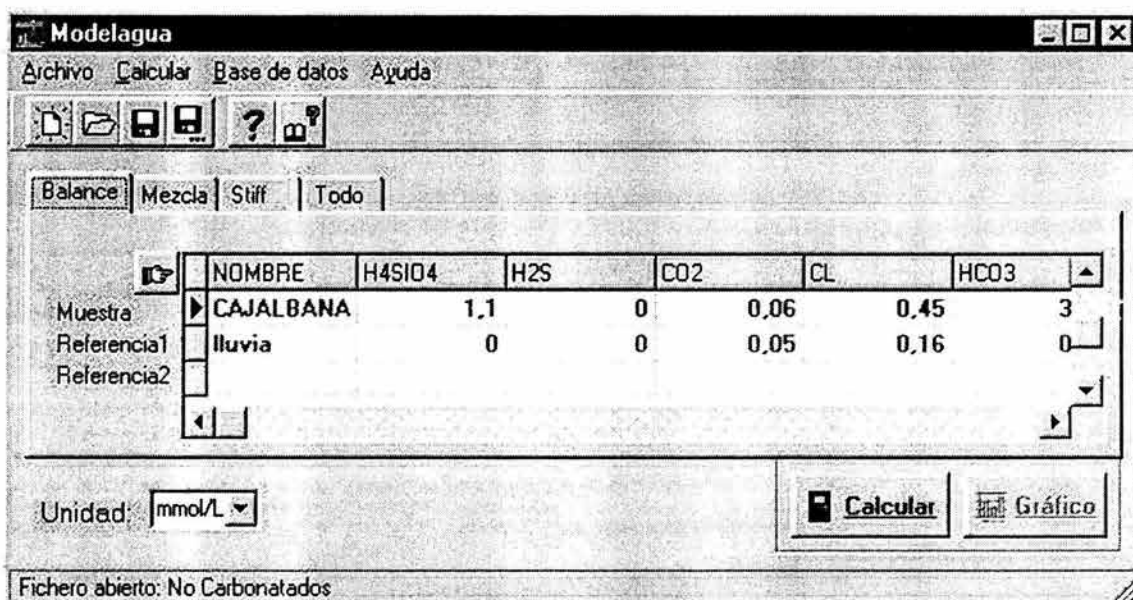 Modelagua
Archivo Calcular Base de datos Ayuda
Balance Mezcla Stiff Todo
NOMBRE H4SIO4 H2S CO2 CL HCO3
Muestra CAJALBANA 1,1 0 0,06 0,45 3
Referencia1 lluvia 0 0 0,05 0,16 0
Referencia2
Unidad: mmol/L Calcular Gráfico
Fichero abierto: No Carbonatados